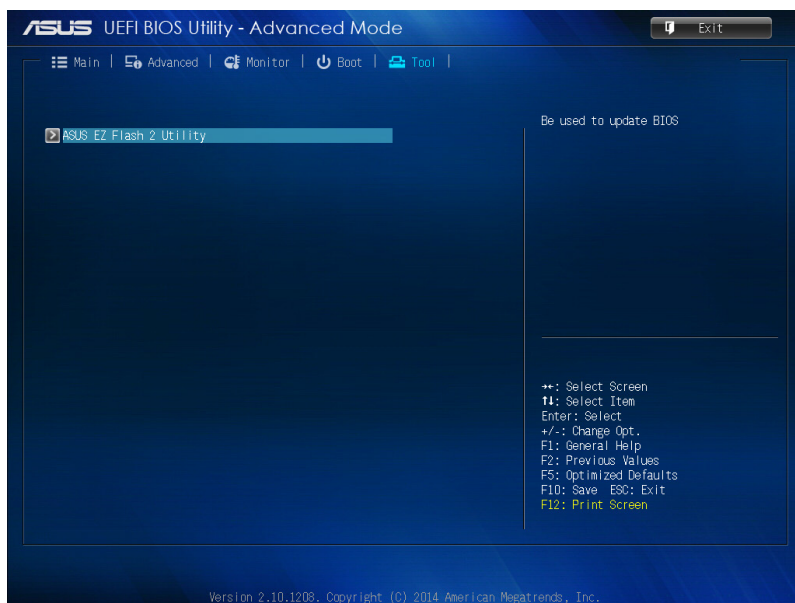 ASUS UEFI BIOS Utility - Advanced Mode
Exit
Main | Advanced | Monitor | Boot | Tool |
ASUS EZ Flash 2 Utility
Be used to update BIOS
→←: Select Screen
↑↓: Select Item
Enter: Select
+/-: Change Opt.
F1: General Help
F2: Previous Values
F5: Optimized Defaults
F10: Save ESC: Exit
F12: Print Screen
Version 2.10.1208. Copyright (C) 2014 American Megatrends, Inc.